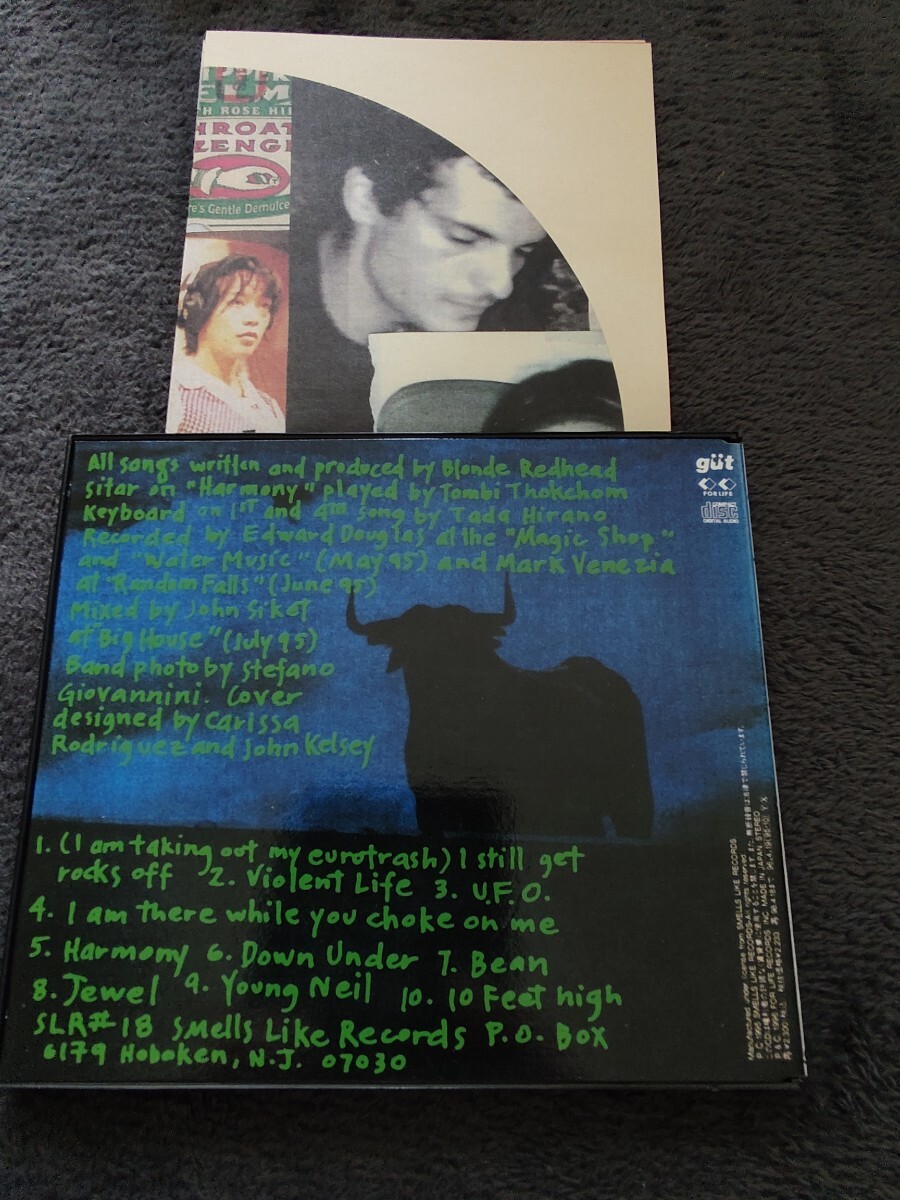 ELM
H ROSE HI
HROAT
ZENG
re's Gentle Demulce
All songs written and produced by Blonde Redhead
sitar on "Harmony" played by Tombi Thokchom
Keyboard on 1st and 4th song by Tada Hirano
Recorded by Edward Douglas at the "Magic Shop"
and "Water Music" (May 95) and Mark Venezia
at "Random Falls" (June 95)
Mixed by John Siket
at "Big House" (July 95)
Band photo by Stefano
Giovannini. Cover
designed by Carissa
Rodriguez and John Kelsey
güt
FOR LIFE
COMPACT
disc
DIGITAL AUDIO
1. (I am taking out my eurotrash) I still get
rocks off 2. Violent Life 3. U.F.O.
4. I am there while you choke on me
5. Harmony 6. Down Under 7. Bean
8. Jewel 9. Young Neil 10. 10 Feet high
SLR#18 Smells Like Records P.O. Box
6179 Hoboken, N.J. 07030
Manufactured under license from SMELLS LIKE RECORDS